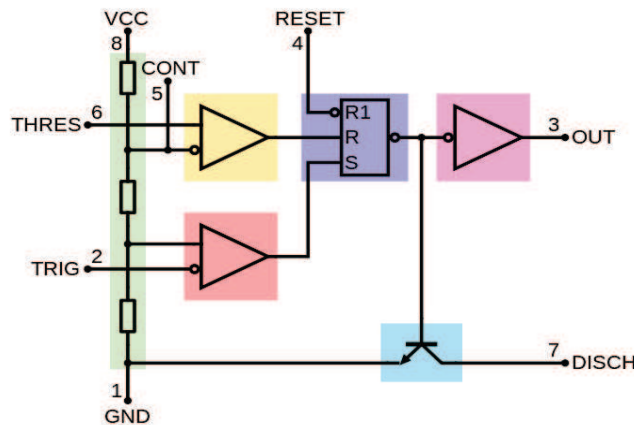 VCC
8
RESET
4
CONT
5
THRES
6
R1
R
S
3
OUT
2
TRIG
7
DISCH
1
GND